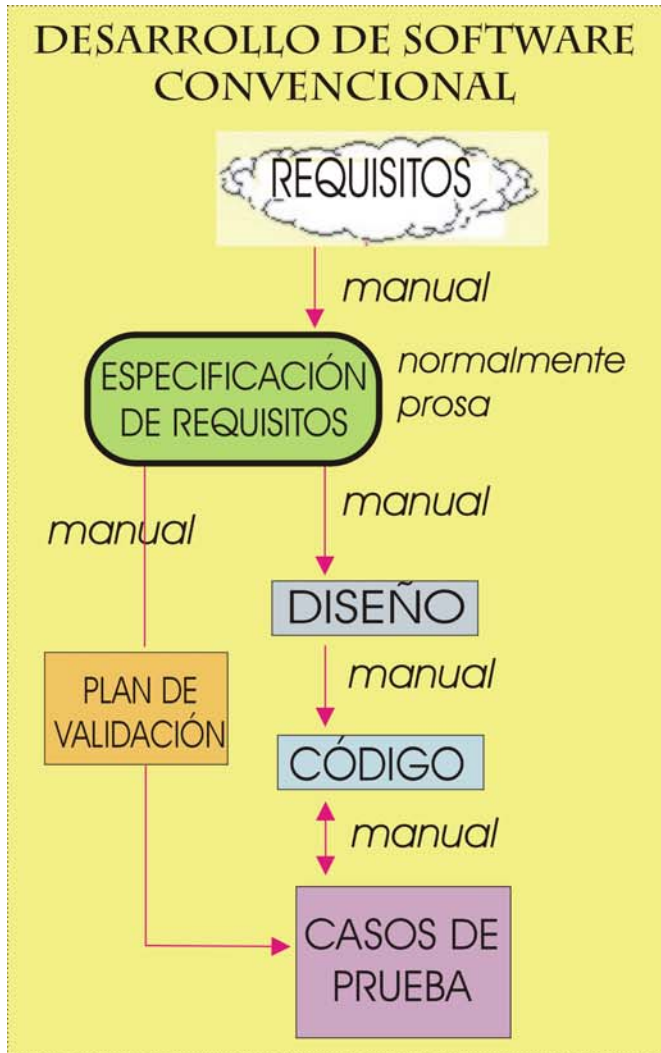 DESARROLLO DE SOFTWARE
CONVENCIONAL
REQUISITOS
manual
ESPECIFICACIÓN
DE REQUISITOS
normalmente
prosa
manual
manual
DISEÑO
manual
PLAN DE
VALIDACIÓN
CÓDIGO
manual
CASOS DE
PRUEBA